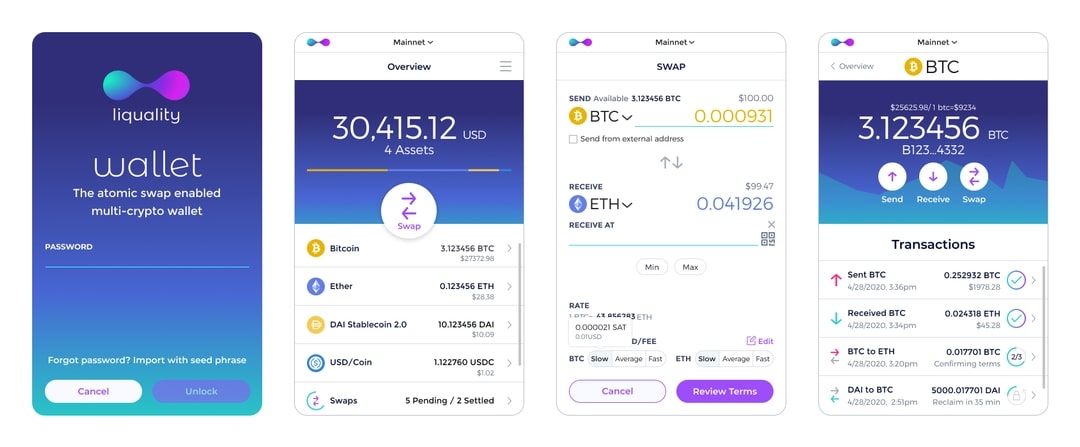 liquality
wallet
The atomic swap enabled
multi-crypto wallet
PASSWORD
Forgot password? Import with seed phrase
Cancel
Unlock
Mainnet
Overview
30,415.12 USD
4 Assets
Swap
Bitcoin 3.123456 BTC
$27372.98
Ether 0.123456 ETH
$28.38
DAI Stablecoin 2.0 10.123456 DAI
$10.09
USD/Coin 1.122760 USDC
$1.02
Swaps 5 Pending / 2 Settled
Mainnet
SWAP
SEND Available 3.123456 BTC $100.00
BTC 0.000931
Send from external address
RECEIVE $99.47
ETH 0.041926
RECEIVE AT
Min Max
RATE
1 BTC= 43.856283 ETH
0.000021 SAT
0.01USD
D/FEE Edit
BTC Slow Average Fast ETH Slow Average Fast
Cancel Review Terms
Mainnet
Overview BTC
$25625.98/ 1 btc=$9234
3.123456 BTC
B123...4332
Send Receive Swap
Transactions
Sent BTC 0.252932 BTC
4/28/2020, 3:36pm $1978.28
Received BTC 0.024318 ETH
4/28/2020, 3:34pm $45.28
BTC to ETH 0.017701 BTC
4/28/2020, 3:20pm Confirming terms 2/3
DAI to BTC 5000.017701 DAI
4/28/2020, 2:51pm Reclaim in 35 min